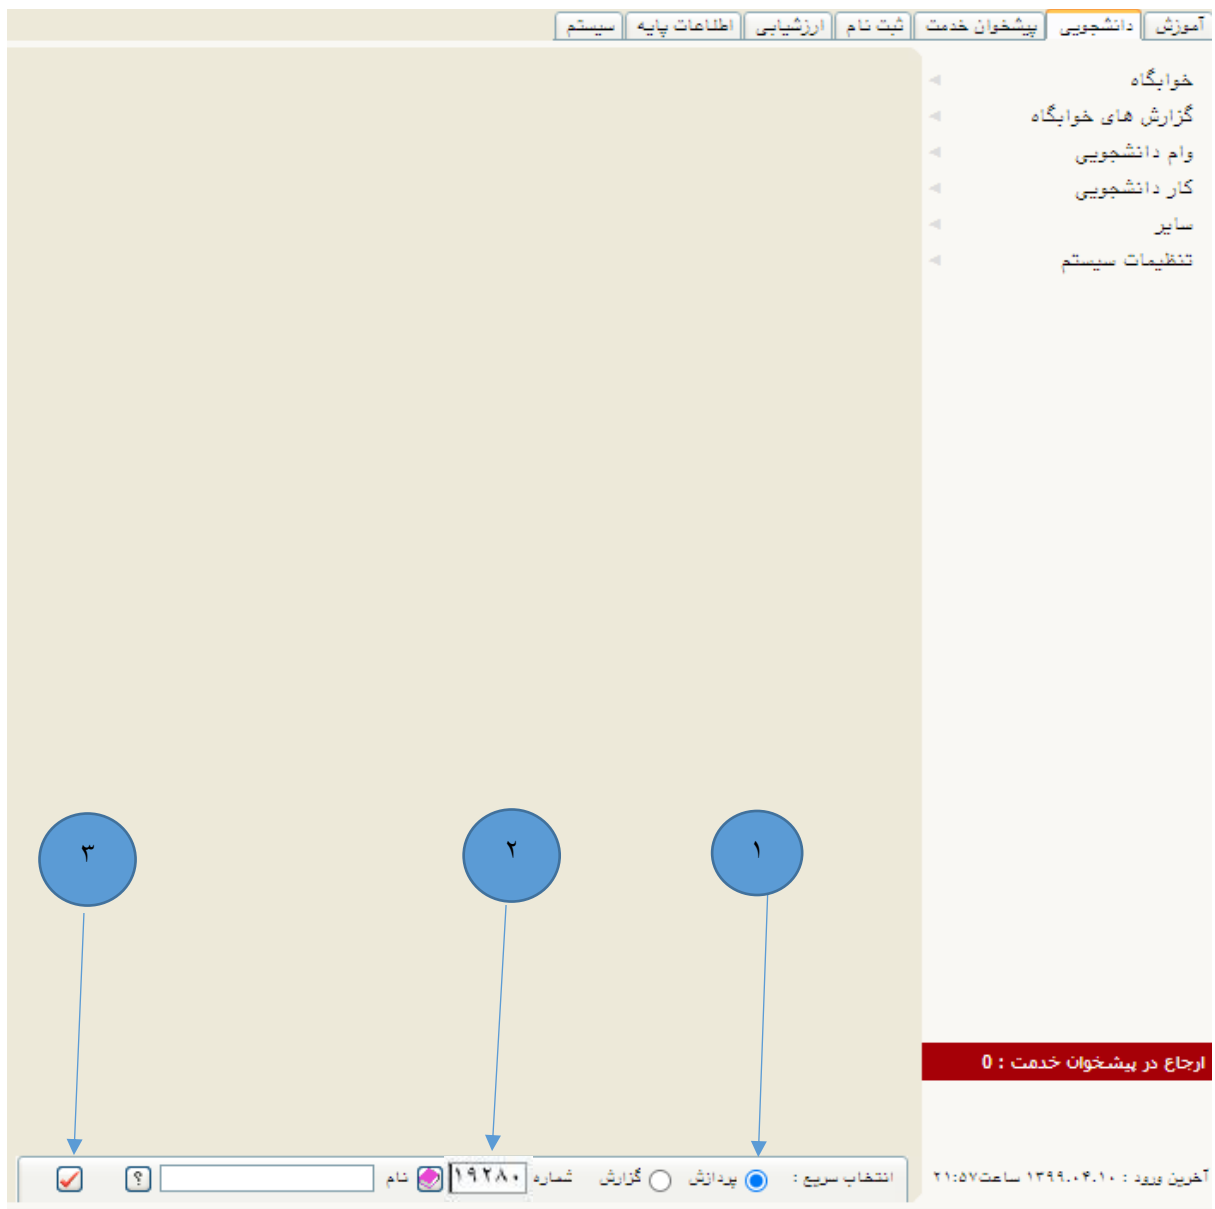 آموزش دانشجویی پیشخوان خدمت ثبت نام ارزشیابی اطلاعات پایه سیستم
خوابگاه
گزارش های خوابگاه
وام دانشجویی
کار دانشجویی
سایر
تنظیمات سیستم
۱ ۲ ۳
ارجاع در پیشخوان خدمت : 0
آخرین ورود : ۱۳۹۹.۰۴.۱۰ ساعت۲۱:۵۷
انتخاب سریع : پردازش گزارش شماره ۱۹۲۸۰ نام ؟